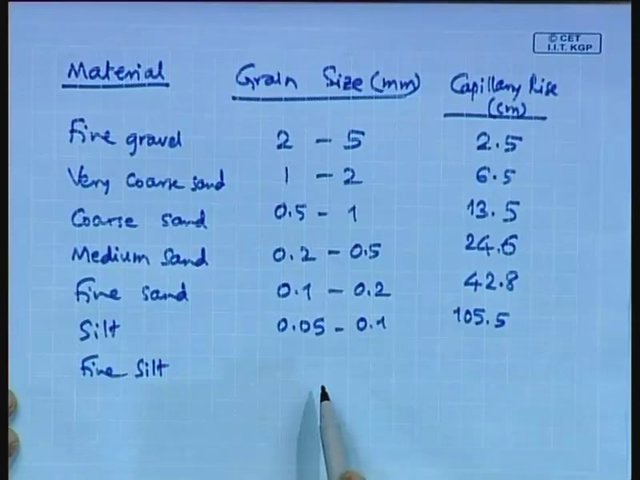 © CET
I.I.T. KGP
Material Grain Size (mm) Capillary Rise (cm)
Fine gravel 2 - 5 2.5
Very Coarse sand 1 - 2 6.5
Coarse sand 0.5 - 1 13.5
Medium Sand 0.2 - 0.5 24.6
Fine sand 0.1 - 0.2 42.8
Silt 0.05 - 0.1 105.5
Fine Silt